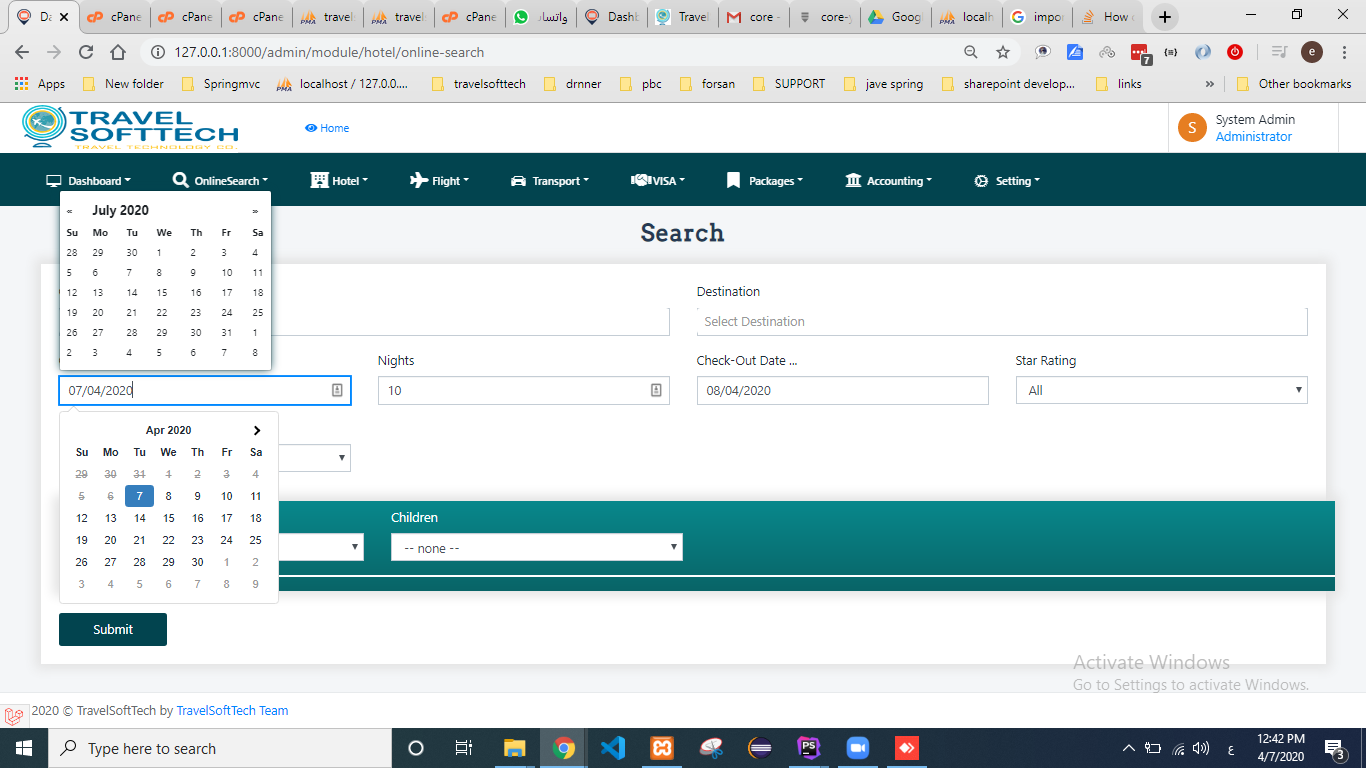 Da
cPane
cPane
cPane
travels
travels
cPane
واتساب
Dashb
Travel
core -
core-y
Googl
localh
impor
How
127.0.0.1:8000/admin/module/hotel/online-search
7
e
Apps
New folder
Springmvc
localhost / 127.0.0....
travelsofttech
drnner
pbc
forsan
SUPPORT
jave spring
sharepoint develop...
links
»
Other bookmarks
TRAVEL
SOFTTECH
TRAVEL TECHNOLOGY CO.
Home
S
System Admin
Administrator
Dashboard
OnlineSearch
Hotel
Flight
Transport
VISA
Packages
Accounting
Setting
Search
« July 2020 »
Su Mo Tu We Th Fr Sa
28 29 30 1 2 3 4
5 6 7 8 9 10 11
12 13 14 15 16 17 18
19 20 21 22 23 24 25
26 27 28 29 30 31 1
2 3 4 5 6 7 8
Destination
Select Destination
Nights
Check-Out Date ...
Star Rating
07/04/2020
10
08/04/2020
All
Apr 2020
Su Mo Tu We Th Fr Sa
29 30 31 1 2 3 4
5 6 7 8 9 10 11
12 13 14 15 16 17 18
19 20 21 22 23 24 25
26 27 28 29 30 1 2
3 4 5 6 7 8 9
Children
-- none --
Submit
Activate Windows
Go to Settings to activate Windows.
2020 © TravelSoftTech by TravelSoftTech Team
Type here to search
PS
ع
12:42 PM
4/7/2020
3